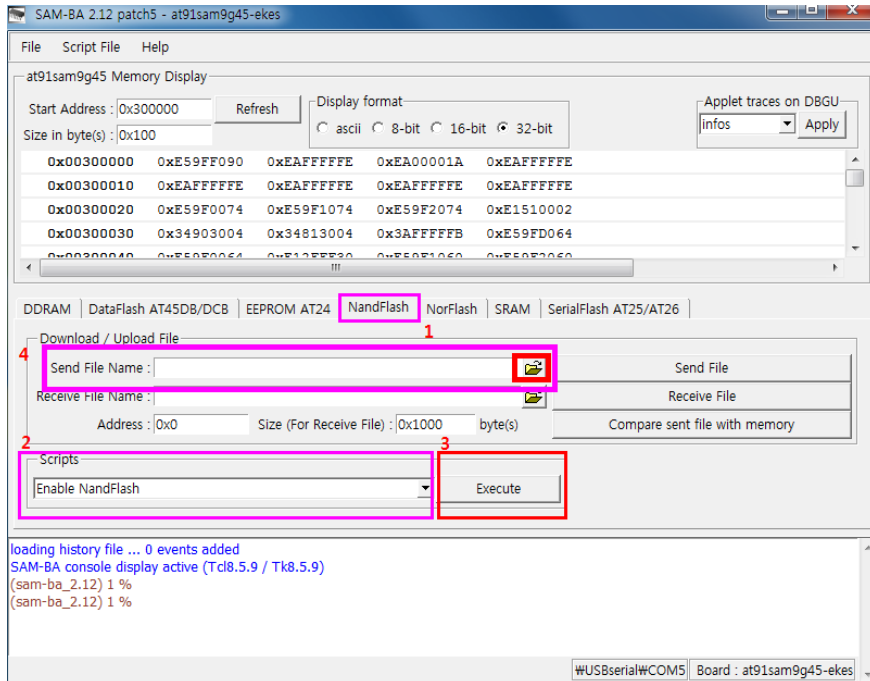 SAM-BA 2.12 patch5 - at91sam9g45-ekes
File Script File Help
at91sam9g45 Memory Display
Start Address : 0x300000 Refresh
Size in byte(s) : 0x100
Display format
ascii 8-bit 16-bit 32-bit
Applet traces on DBGU
infos Apply
0x00300000 0xE59FF090 0xEAFFFFFE 0xEA00001A 0xEAFFFFFE
0x00300010 0xEAFFFFFE 0xEAFFFFFE 0xEAFFFFFE 0xEAFFFFFE
0x00300020 0xE59F0074 0xE59F1074 0xE59F2074 0xE1510002
0x00300030 0x34903004 0x34813004 0x3AFFFFFB 0xE59FD064
DDRAM DataFlash AT45DB/DCB EEPROM AT24 NandFlash NorFlash SRAM SerialFlash AT25/AT26
1
Download / Upload File
4
Send File Name : Send File
Receive File Name : Receive File
Address : 0x0 Size (For Receive File) : 0x1000 byte(s) Compare sent file with memory
2 3
Scripts
Enable NandFlash Execute
loading history file ... 0 events added
SAM-BA console display active (Tcl8.5.9 / Tk8.5.9)
(sam-ba_2.12) 1 %
(sam-ba_2.12) 1 %
₩USBserial₩COM5 Board : at91sam9g45-ekes